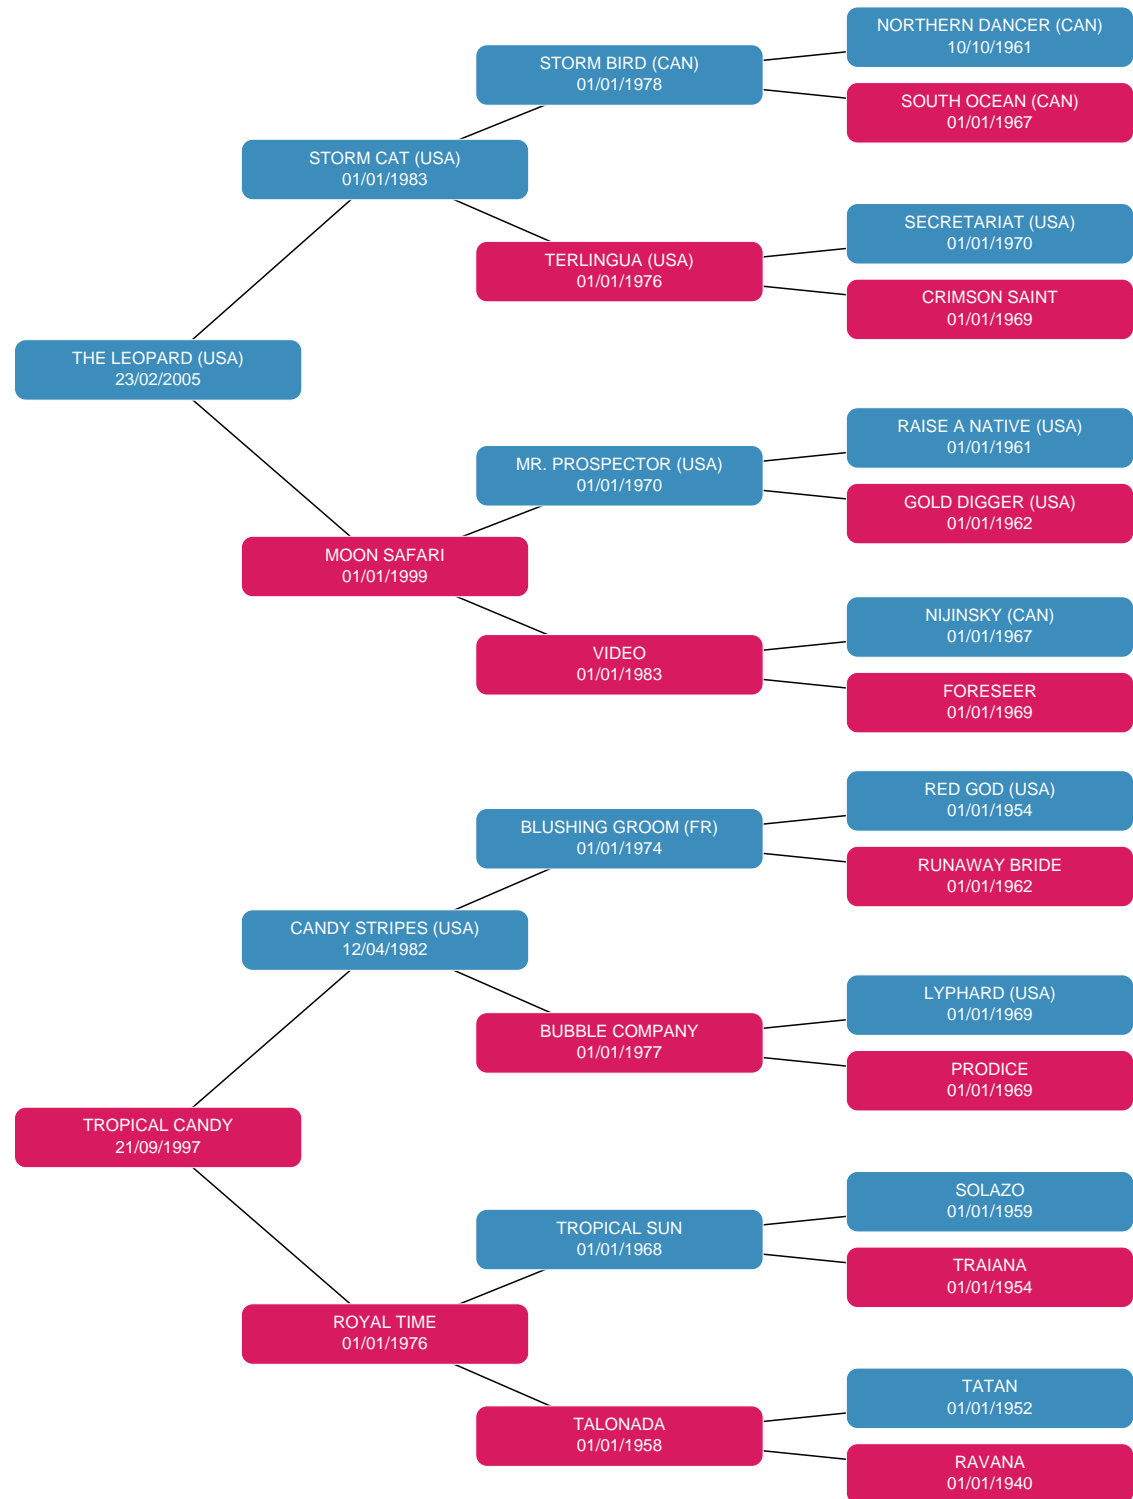 NORTHERN DANCER (CAN)
10/10/1961
STORM BIRD (CAN)
01/01/1978
SOUTH OCEAN (CAN)
01/01/1967
STORM CAT (USA)
01/01/1983
SECRETARIAT (USA)
01/01/1970
TERLINGUA (USA)
01/01/1976
CRIMSON SAINT
01/01/1969
THE LEOPARD (USA)
23/02/2005
RAISE A NATIVE (USA)
01/01/1961
MR. PROSPECTOR (USA)
01/01/1970
GOLD DIGGER (USA)
01/01/1962
MOON SAFARI
01/01/1999
NIJINSKY (CAN)
01/01/1967
VIDEO
01/01/1983
FORESEER
01/01/1969
RED GOD (USA)
01/01/1954
BLUSHING GROOM (FR)
01/01/1974
RUNAWAY BRIDE
01/01/1962
CANDY STRIPES (USA)
12/04/1982
LYPHARD (USA)
01/01/1969
BUBBLE COMPANY
01/01/1977
PRODICE
01/01/1969
TROPICAL CANDY
21/09/1997
SOLAZO
01/01/1959
TROPICAL SUN
01/01/1968
TRAIANA
01/01/1954
ROYAL TIME
01/01/1976
TATAN
01/01/1952
TALONADA
01/01/1958
RAVANA
01/01/1940